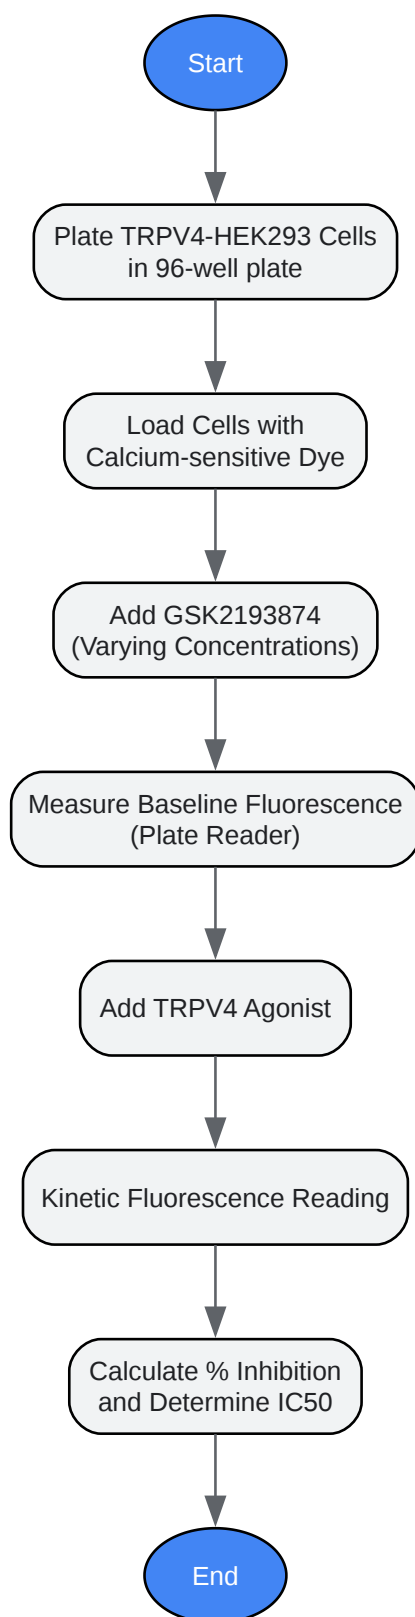 Start
Plate TRPV4-HEK293 Cells
in 96-well plate
Load Cells with
Calcium-sensitive Dye
Add GSK2193874
(Varying Concentrations)
Measure Baseline Fluorescence
(Plate Reader)
Add TRPV4 Agonist
Kinetic Fluorescence Reading
Calculate % Inhibition
and Determine IC50
End